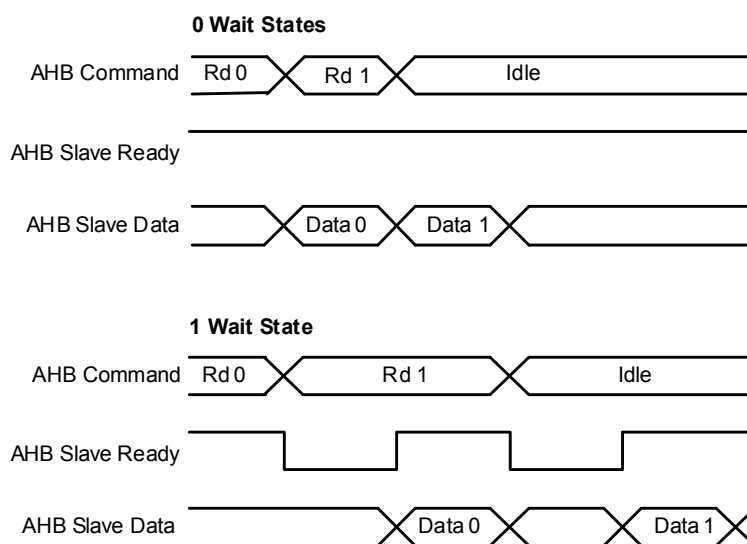 0 Wait States
AHB Command Rd 0 Rd 1 Idle
AHB Slave Ready
AHB Slave Data Data 0 Data 1
1 Wait State
AHB Command Rd 0 Rd 1 Idle
AHB Slave Ready
AHB Slave Data Data 0 Data 1